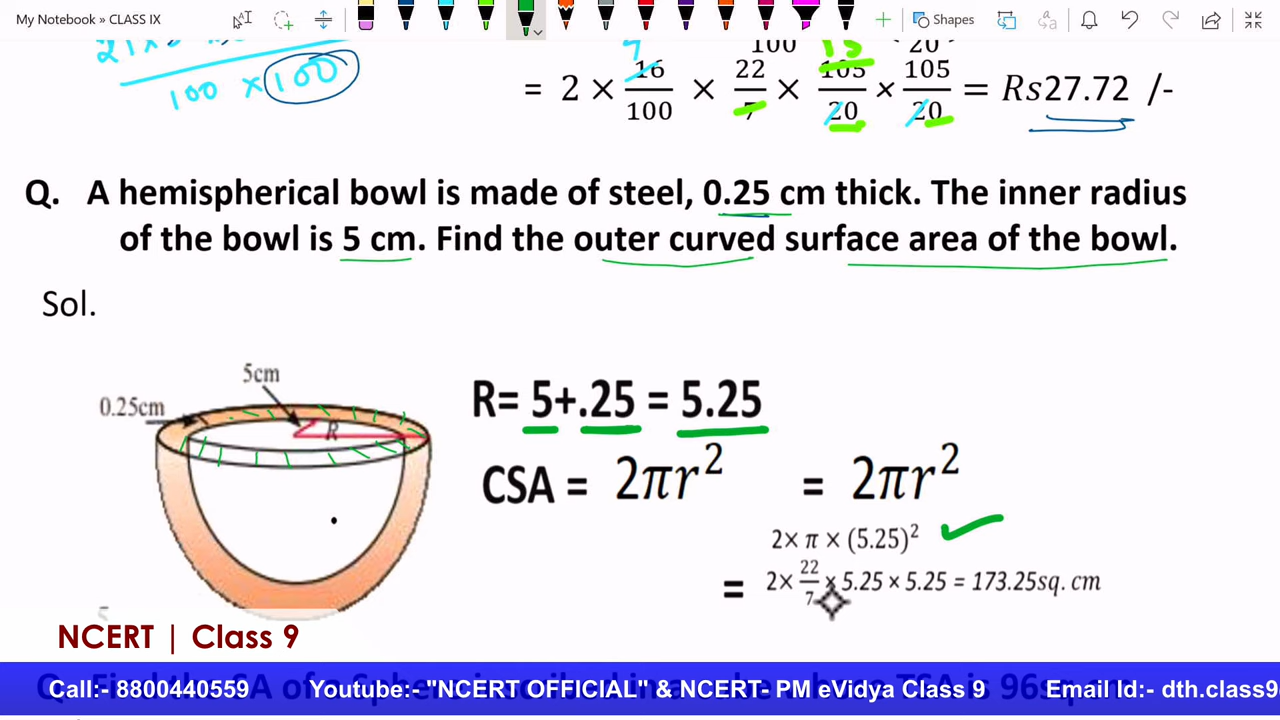 My Notebook » CLASS IX
Shapes
100 × 100
= 2 × 16/100 × 22/7 × 105/20 × 105/20 = Rs27.72 /-
Q. A hemispherical bowl is made of steel, 0.25 cm thick. The inner radius
of the bowl is 5 cm. Find the outer curved surface area of the bowl.
Sol.
5cm
0.25cm
R
R= 5+.25 = 5.25
CSA = 2πr² = 2πr²
2× π × (5.25)²
= 2× 22/7 × 5.25 × 5.25 = 173.25sq. cm
NCERT | Class 9
Call:- 8800440559 Youtube:- "NCERT OFFICIAL" & NCERT- PM eVidya Class 9 Email Id:- dth.class9